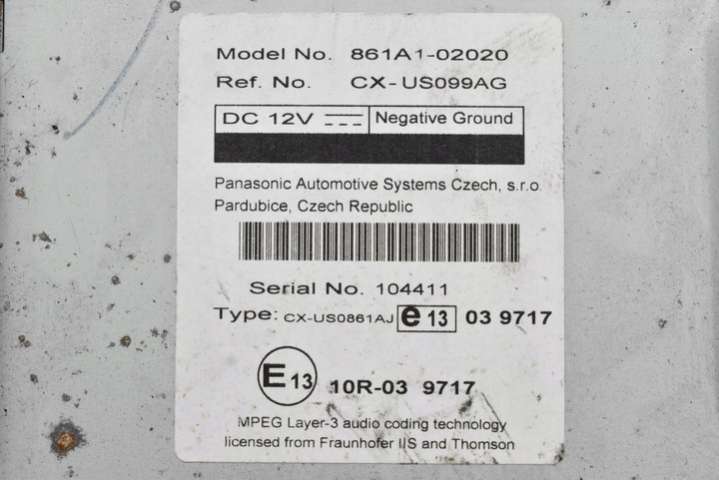 Model No. 861A1-02020
Ref. No. CX-US099AG
DC 12V Negative Ground
Panasonic Automotive Systems Czech, s.r.o
Pardubice, Czech Republic
Serial No. 104411
Type: CX-US0861AJ e 13 03 9717
E 13 10R-03 9717
MPEG Layer-3 audio coding technology
licensed from Fraunhofer IIS and Thomson